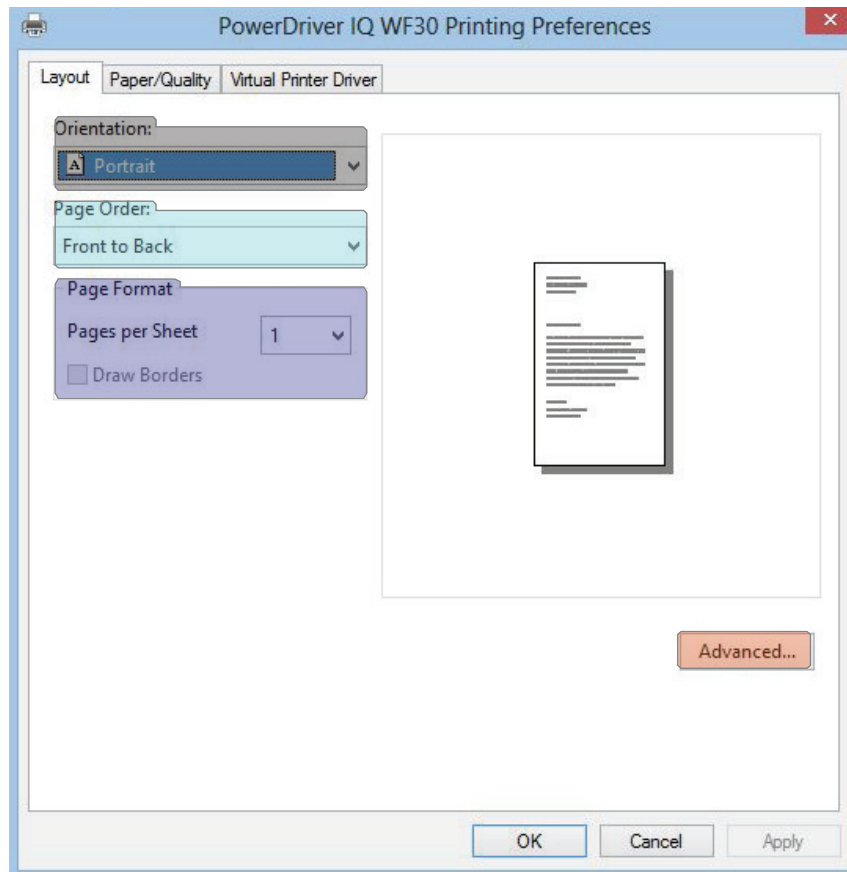 PowerDriver IQ WF30 Printing Preferences
Layout Paper/Quality Virtual Printer Driver
Orientation:
A Portrait
Page Order:
Front to Back
Page Format
Pages per Sheet 1
Draw Borders
Advanced...
OK Cancel Apply